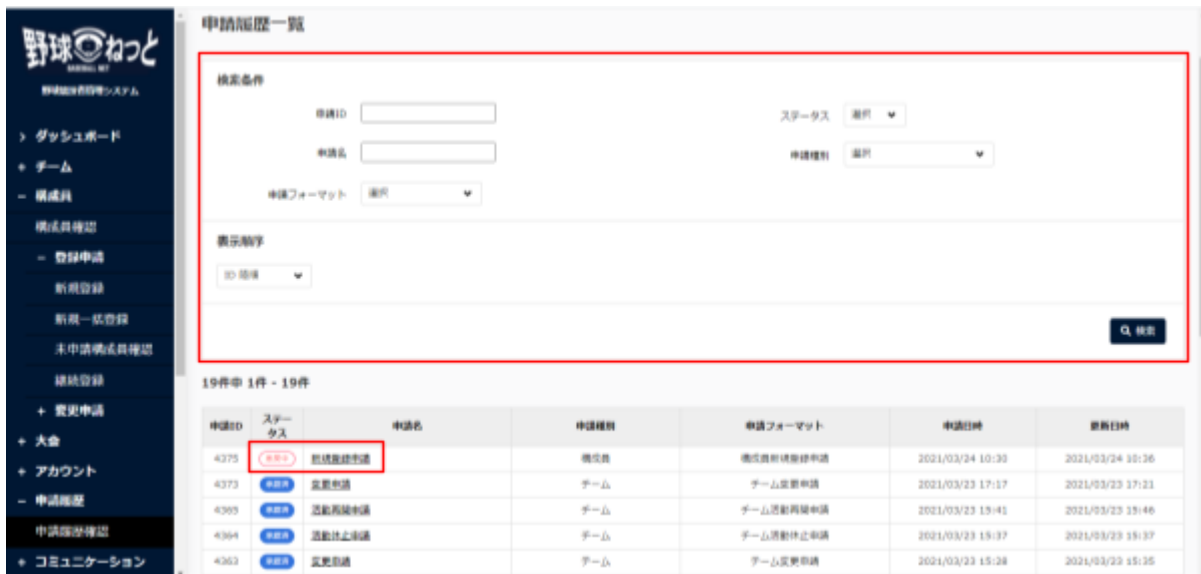 申請履歴一覧
野球ねっと
BASEBALL NET
野球競技者管理システム
> ダッシュボード
+ チーム
− 構成員
構成員確認
− 登録申請
新規登録
新規一括登録
未申請構成員確認
継続登録
+ 変更申請
+ 大会
+ アカウント
− 申請履歴
申請履歴確認
+ コミュニケーション
検索条件
申請ID
ステータス 選択
申請名
申請種別 選択
申請フォーマット 選択
表示順序
ID 降順
検索
19件中 1件 - 19件
申請ID ステータス 申請名 申請種別 申請フォーマット 申請日時 更新日時
4375 新規登録申請 構成員 構成員新規登録申請 2021/03/24 10:30 2021/03/24 10:36
4373 承認済 変更申請 チーム チーム変更申請 2021/03/23 17:17 2021/03/23 17:21
4365 承認済 活動再開申請 チーム チーム活動再開申請 2021/03/23 15:41 2021/03/23 15:46
4364 承認済 活動休止申請 チーム チーム活動休止申請 2021/03/23 15:37 2021/03/23 15:37
4363 承認済 変更申請 チーム チーム変更申請 2021/03/23 15:28 2021/03/23 15:35